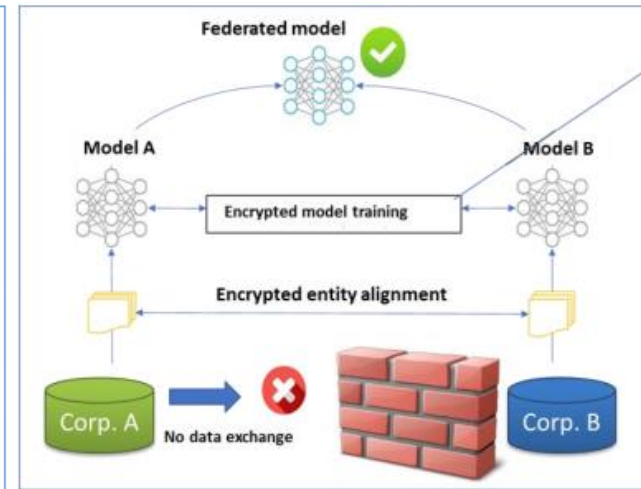 Federated model
Model A
Model B
Encrypted model training
Encrypted entity alignment
Corp. A
No data exchange
Corp. B